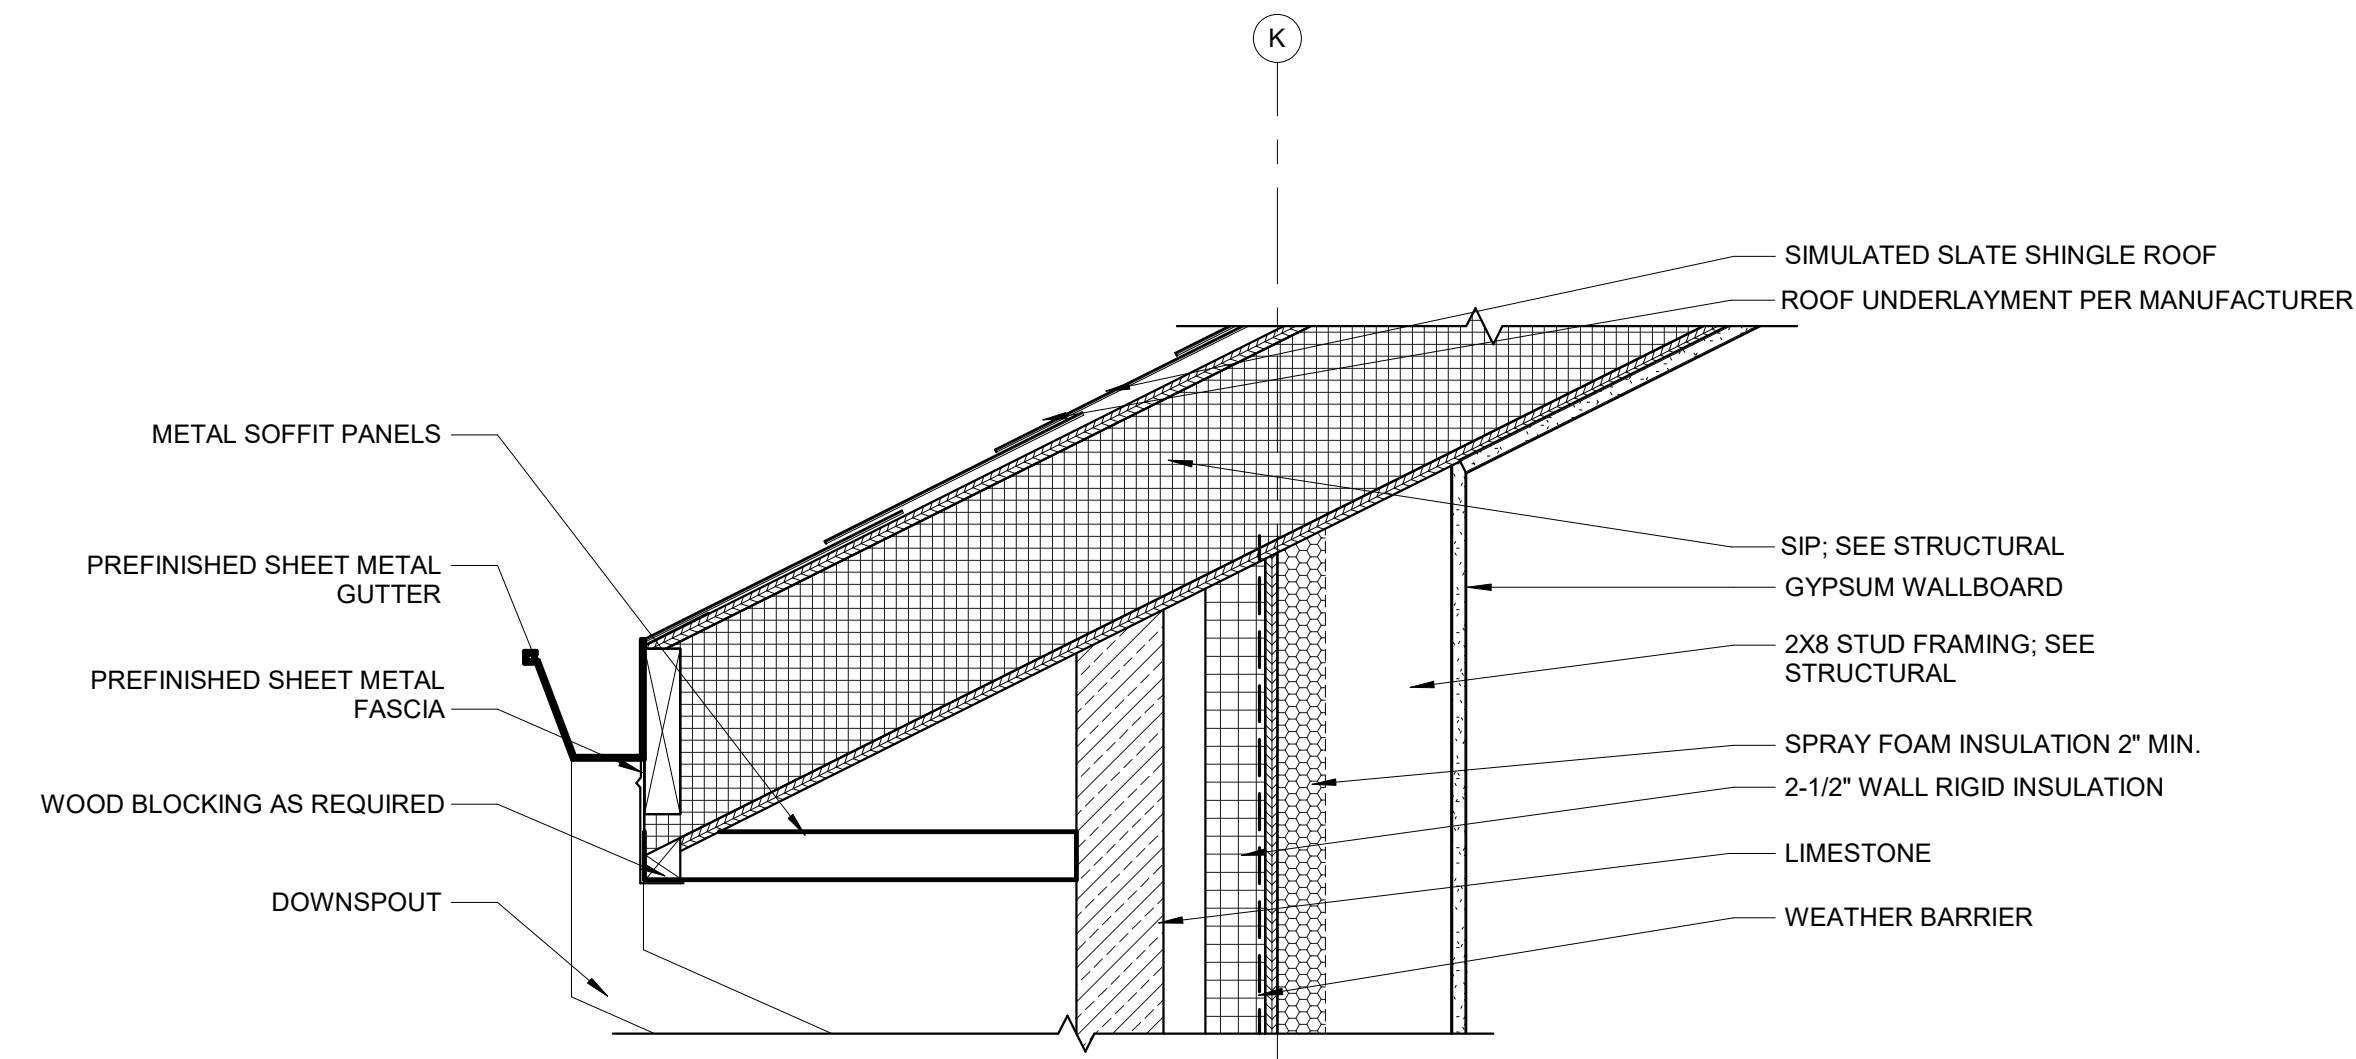 K
SIMULATED SLATE SHINGLE ROOF
ROOF UNDERLAYMENT PER MANUFACTURER
METAL SOFFIT PANELS
PREFINISHED SHEET METAL
GUTTER
PREFINISHED SHEET METAL
FASCIA
WOOD BLOCKING AS REQUIRED
DOWNSPOUT
SIP; SEE STRUCTURAL
GYPSUM WALLBOARD
2X8 STUD FRAMING; SEE
STRUCTURAL
SPRAY FOAM INSULATION 2" MIN.
2-1/2" WALL RIGID INSULATION
LIMESTONE
WEATHER BARRIER